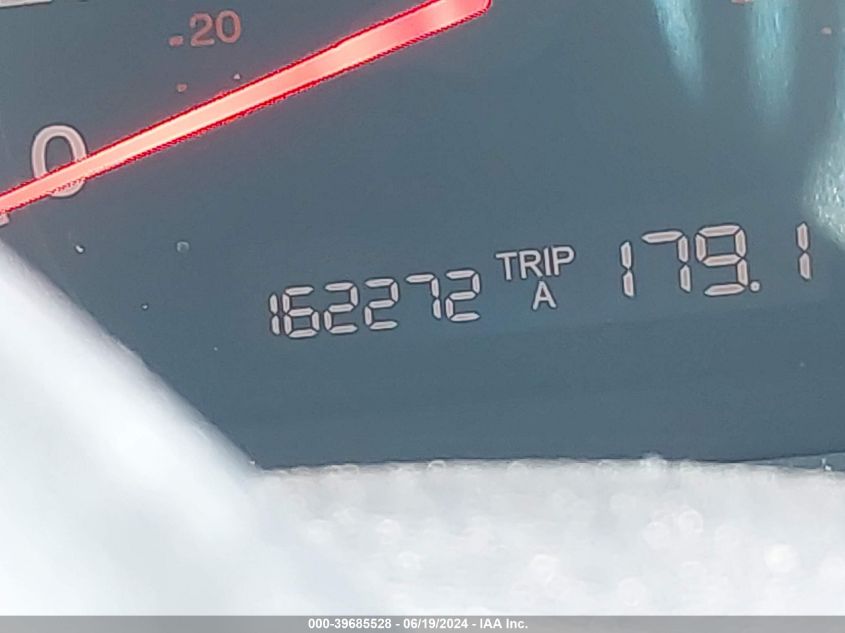 20
0
162272 TRIP A 179.1
000-39685528 - 06/19/2024 - IAA Inc.